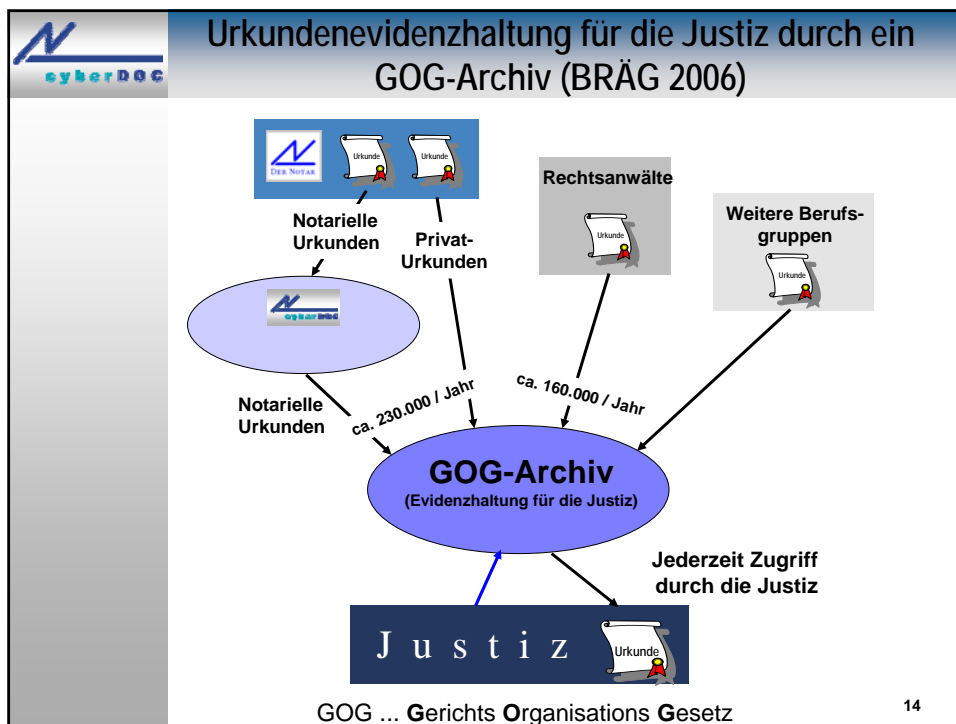 cyberDOC
Urkundenevidenzhaltung für die Justiz durch ein
GOG-Archiv (BRÄG 2006)
DER NOTAR
Urkunde
Urkunde
Notarielle
Urkunden
Privat-
Urkunden
Rechtsanwälte
Urkunde
Weitere Berufs-
gruppen
Urkunde
cyberDOC
Notarielle
Urkunden
ca. 230.000 / Jahr
ca. 160.000 / Jahr
GOG-Archiv
(Evidenzhaltung für die Justiz)
Jederzeit Zugriff
durch die Justiz
Justiz
Urkunde
GOG ... Gerichts Organisations Gesetz
14